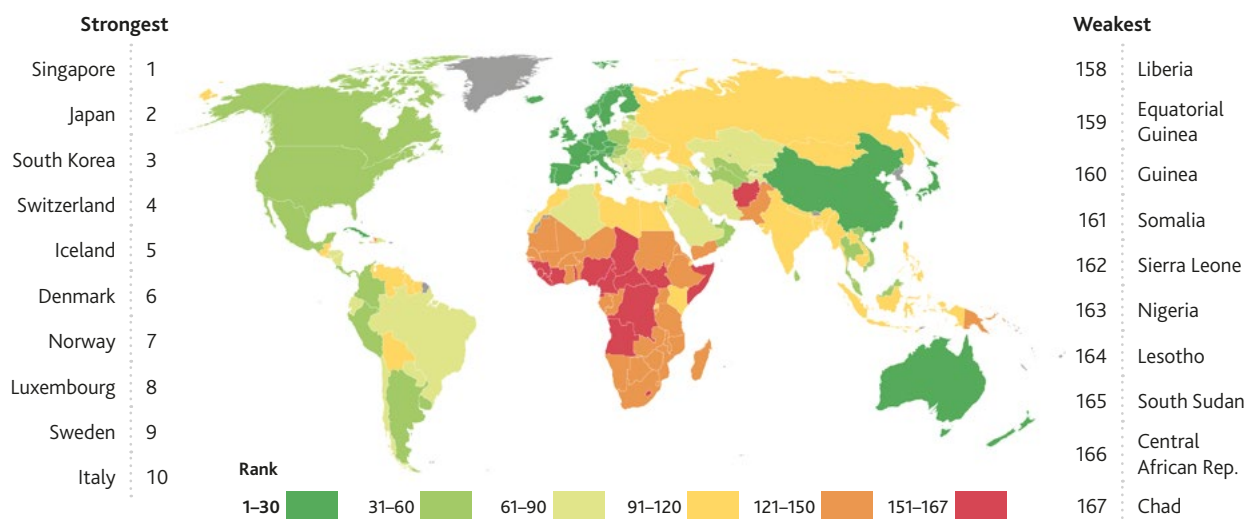 Strongest
Singapore 1
Japan 2
South Korea 3
Switzerland 4
Iceland 5
Denmark 6
Norway 7
Luxembourg 8
Sweden 9
Italy 10
Weakest
158 Liberia
159 Equatorial
Guinea
160 Guinea
161 Somalia
162 Sierra Leone
163 Nigeria
164 Lesotho
165 South Sudan
166 Central
African Rep.
167 Chad
Rank
1–30 31–60 61–90 91–120 121–150 151–167